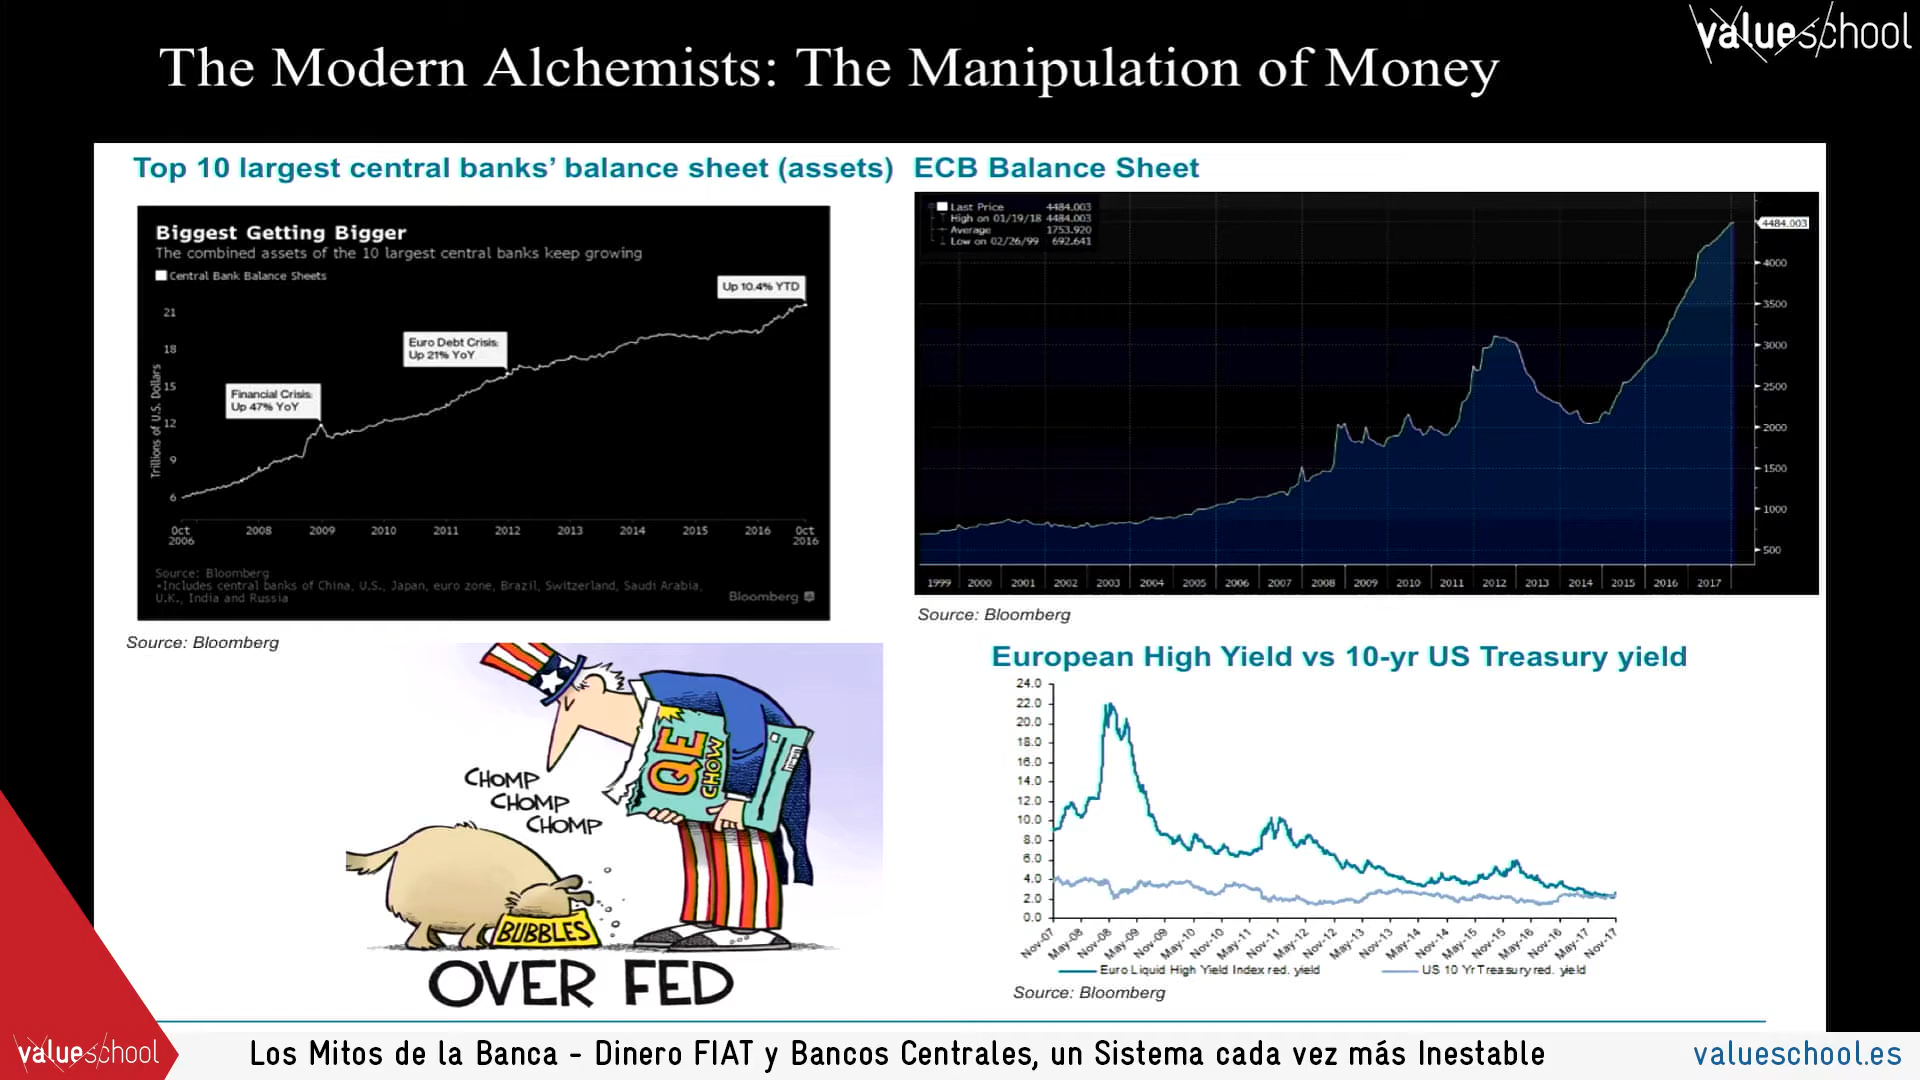 The Modern Alchemists: The Manipulation of Money
valueschool
Top 10 largest central banks' balance sheet (assets)
Biggest Getting Bigger
The combined assets of the 10 largest central banks keep growing
Central Bank Balance Sheets
Trillions of U.S. Dollars
21
18
15
12
9
6
Financial Crisis:
Up 47% YoY
Euro Debt Crisis:
Up 21% YoY
Up 10.4% YTD
Oct 2008 2009 2010 2011 2012 2013 2014 2015 2016 Oct
2006 2016
Source: Bloomberg
*Includes central banks of China, U.S., Japan, euro zone, Brazil, Switzerland, Saudi Arabia,
U.K., India and Russia
Bloomberg
Source: Bloomberg
ECB Balance Sheet
Last Price 4484.003
High on 01/19/18 4484.003
Average 1753.920
Low on 02/26/99 692.641
4484.003
4000
3500
3000
2500
2000
1500
1000
500
1999 2000 2001 2002 2003 2004 2005 2006 2007 2008 2009 2010 2011 2012 2013 2014 2015 2016 2017
Source: Bloomberg
QE
CHOW
CHOMP
CHOMP
CHOMP
BUBBLES
OVER FED
European High Yield vs 10-yr US Treasury yield
24.0
22.0
20.0
18.0
16.0
14.0
12.0
10.0
8.0
6.0
4.0
2.0
0.0
Nov-07 May-08 Nov-08 May-09 Nov-09 May-10 Nov-10 May-11 Nov-11 May-12 Nov-12 May-13 Nov-13 May-14 Nov-14 May-15 Nov-15 May-16 Nov-16 May-17 Nov-17
Euro Liquid High Yield Index red. yield US 10 Yr Treasury red. yield
Source: Bloomberg
valueschool
Los Mitos de la Banca - Dinero FIAT y Bancos Centrales, un Sistema cada vez más Inestable
valueschool.es